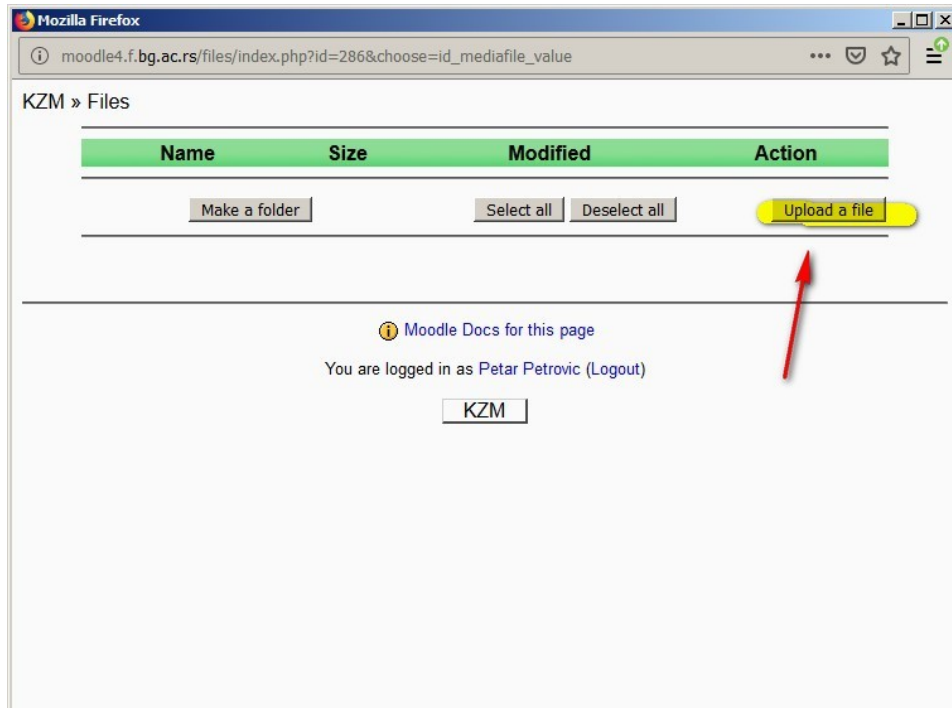 Mozilla Firefox
moodle4.f.bg.ac.rs/files/index.php?id=286&choose=id_mediafile_value
KZM » Files
Name Size Modified Action
Make a folder Select all Deselect all Upload a file
Moodle Docs for this page
You are logged in as Petar Petrovic (Logout)
KZM